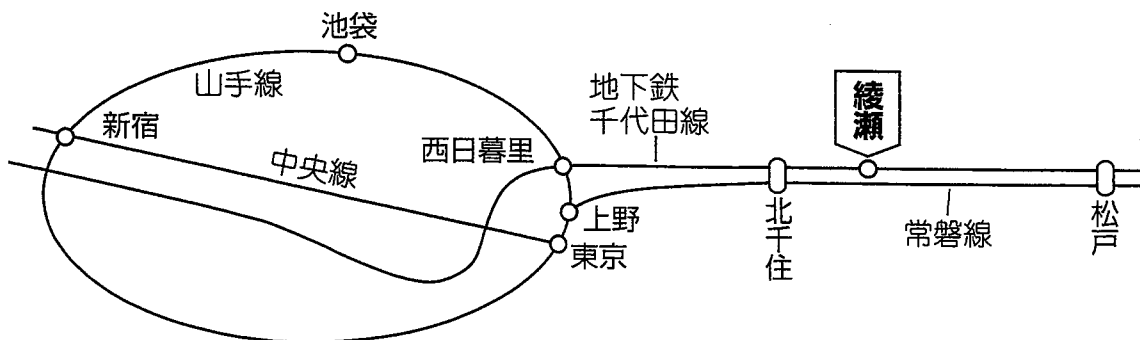 池袋
山手線
新宿
中央線
西日暮里
地下鉄
千代田線
綾瀬
上野
東京
北千住
常磐線
松戸